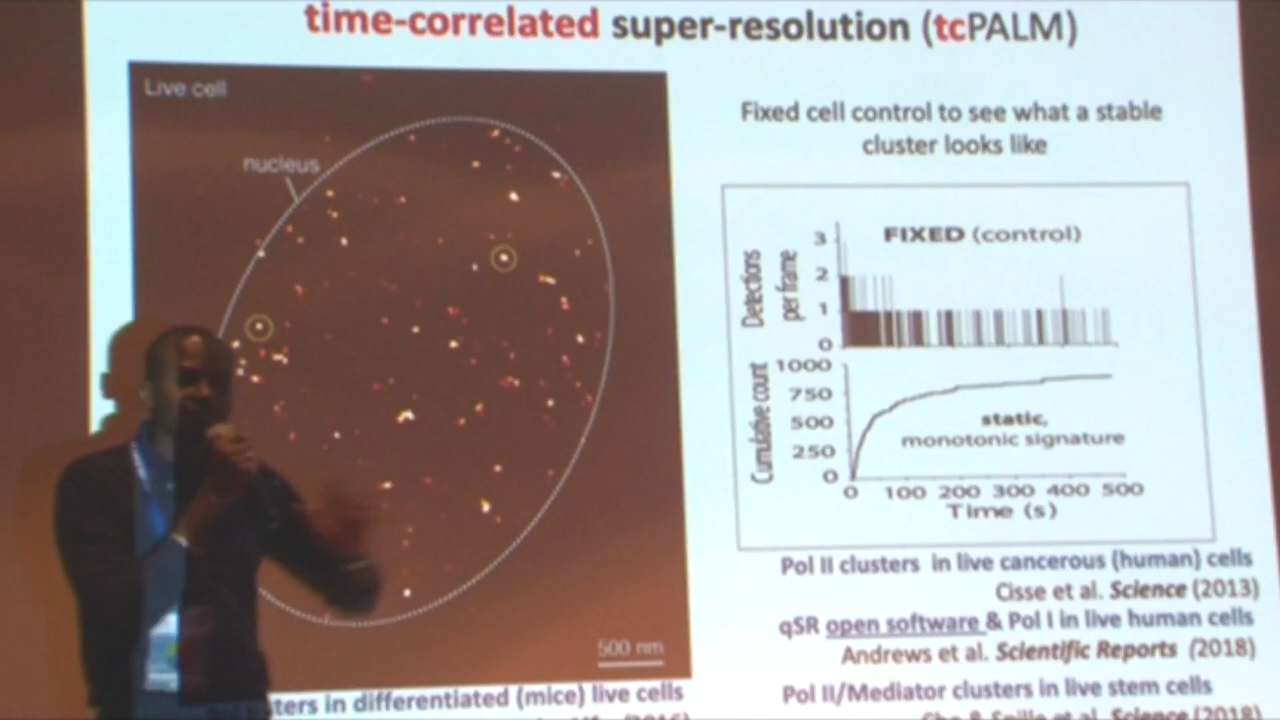 time-correlated super-resolution (tcPALM)
Live cell
nucleus
500 nm
Fixed cell control to see what a stable
cluster looks like
FIXED (control)
Detections
per frame
3
2
1
0
Cumulative count
1000
750
500
250
0
static,
monotonic signature
0 100 200 300 400 500
Time (s)
Pol II clusters in live cancerous (human) cells
Cisse et al. Science (2013)
qSR open software & Pol I in live human cells
Andrews et al. Scientific Reports (2018)
Pol II/Mediator clusters in live stem cells
Science (2018)
in differentiated (mice) live cells